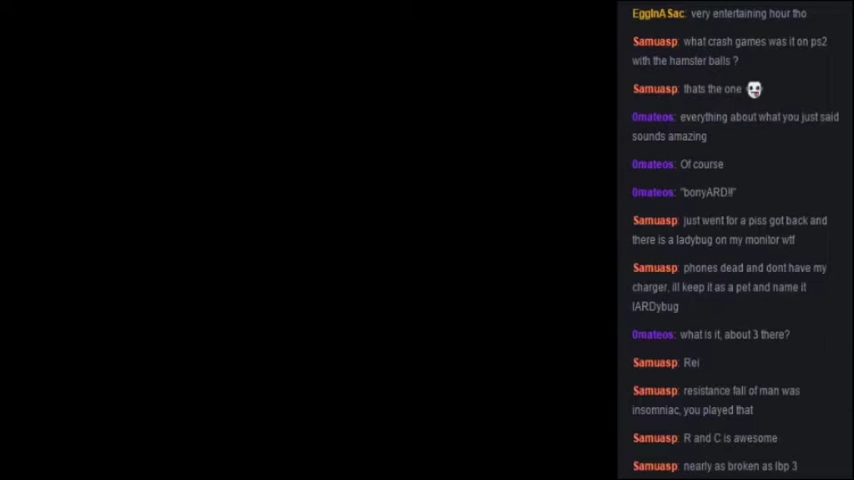 EggInASac: very entertaining hour tho
Samuasp: what crash games was it on ps2
with the hamster balls ?
Samuasp: thats the one
0mateos: everything about what you just said
sounds amazing
0mateos: Of course
0mateos: "bonyARD!!"
Samuasp: just went for a piss got back and
there is a ladybug on my monitor wtf
Samuasp: phones dead and dont have my
charger, ill keep it as a pet and name it
lARDybug
0mateos: what is it, about 3 there?
Samuasp: Rei
Samuasp: resistance fall of man was
insomniac, you played that
Samuasp: R and C is awesome
Samuasp: nearly as broken as lbp 3